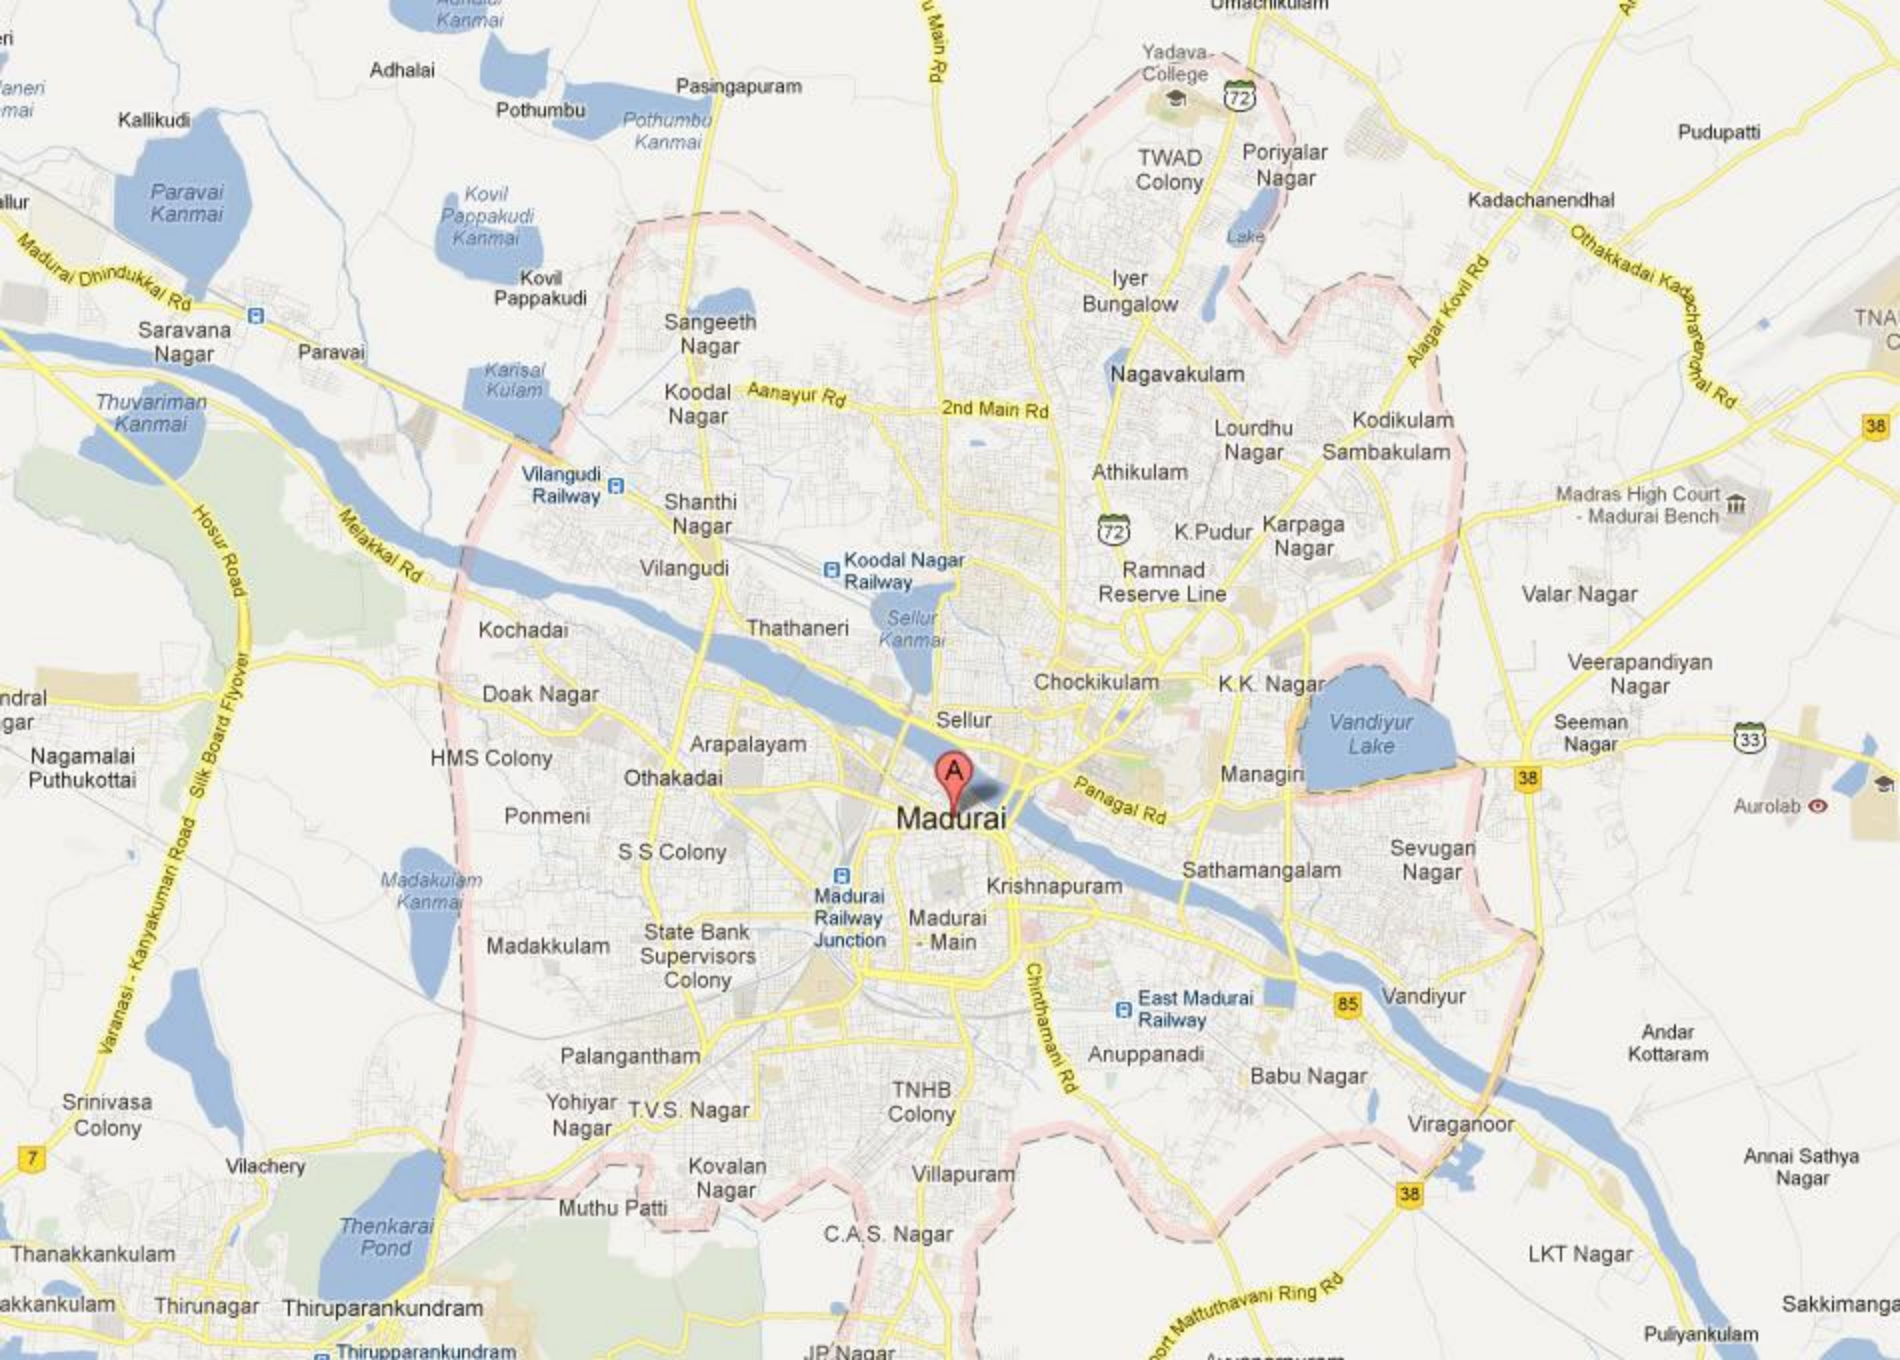 Kanmai
Umachikulam
Adhalai
Pothumbu
Pasingapuram
Pothumbu
Kanmai
Kallikudi
Main Rd
Yadava
College
72
TWAD
Colony
Poriyalar
Nagar
Lake
Pudupatti
Kadachanendhal
Othakkadai Kadachanendhal Rd
Paravai
Kanmai
Kovil
Pappakudi
Kanmai
Kovil
Pappakudi
Madurai Dhindukkal Rd
Saravana
Nagar
Paravai
Karisal
Kulam
Thuvariman
Kanmai
Sangeeth
Nagar
Koodal
Nagar
Aanayur Rd
2nd Main Rd
Iyer
Bungalow
Nagavakulam
Alagar Kovil Rd
Lourdhu
Nagar
Kodikulam
Sambakulam
38
Athikulam
Vilangudi
Railway
Shanthi
Nagar
Vilangudi
Koodal Nagar
Railway
72
K.Pudur
Karpaga
Nagar
Ramnad
Reserve Line
Madras High Court
- Madurai Bench
Valar Nagar
Hosur Road
Melakkal Rd
Kochadai
Thathaneri
Sellur
Kanmai
Doak Nagar
Chockikulam
K.K. Nagar
Veerapandiyan
Nagar
Seeman
Nagar
33
Vandiyur
Lake
Sellur
Nagamalai
Puthukottai
HMS Colony
Arapalayam
Othakadai
A
Madurai
Panagal Rd
Managiri
38
Aurolab
Varanasi - Kanyakumari Road
Silk Board Flyover
Ponmeni
S S Colony
Madakulam
Kanmai
Madurai
Railway
Junction
Madurai
- Main
Krishnapuram
Sathamangalam
Sevugan
Nagar
Madakkulam
State Bank
Supervisors
Colony
Chinthamani Rd
East Madurai
Railway
85
Vandiyur
Andar
Kottaram
Palangantham
Anuppanadi
Babu Nagar
Srinivasa
Colony
Yohiyar
Nagar
T.V.S. Nagar
TNHB
Colony
Viraganoor
7
Vilachery
Kovalan
Nagar
Villapuram
Annai Sathya
Nagar
Muthu Patti
38
Thenkarai
Pond
C.A.S. Nagar
Thanakkankulam
LKT Nagar
Thirunagar
Thiruparankundram
Mattuthavani Ring Rd
Puliyankulam
Thirupparankundram
JP Nagar